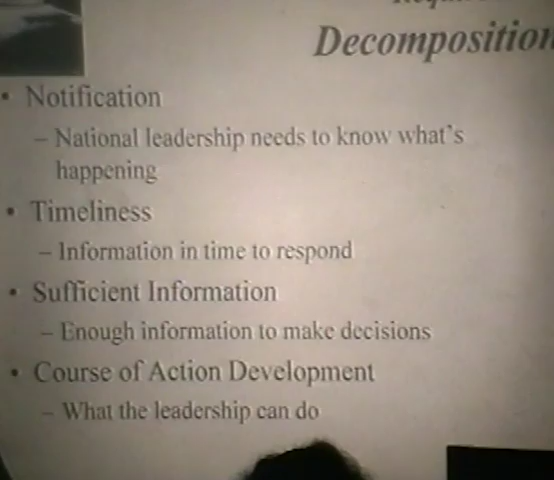 Decomposition
• Notification
– National leadership needs to know what's
happening
• Timeliness
– Information in time to respond
• Sufficient Information
– Enough information to make decisions
• Course of Action Development
– What the leadership can do